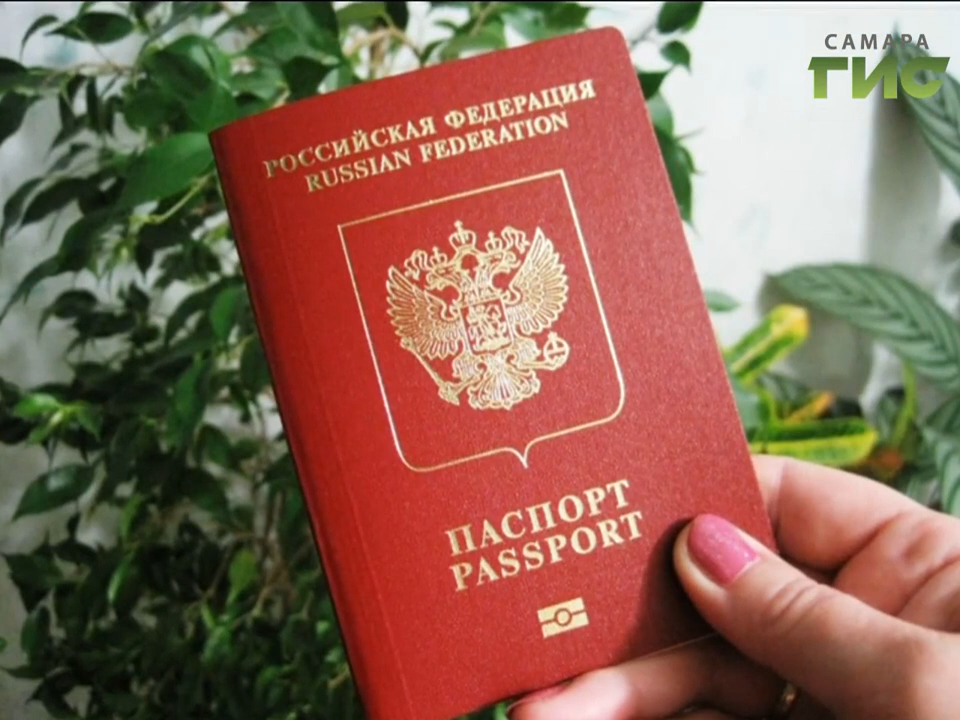 САМАРА
ГИС
РОССИЙСКАЯ ФЕДЕРАЦИЯ
RUSSIAN FEDERATION
ПАСПОРТ
PASSPORT